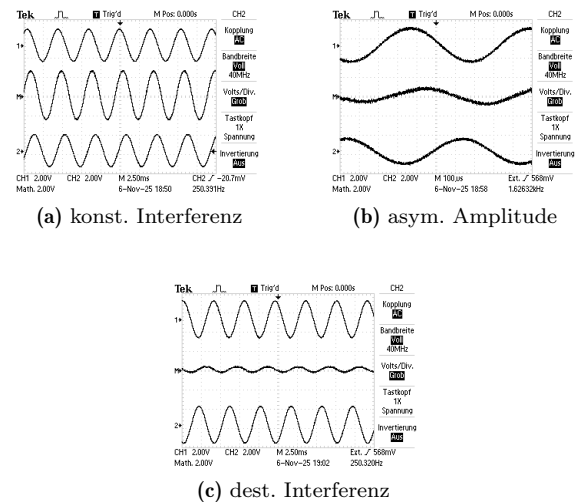 Tek Trig'd M Pos: 0.000s CH2
Kopplung
AC
1
Bandbreite
Voll
40MHz
M
Volts/Div.
Grob
Tastkopf
1X
Spannung
2
Invertierung
Aus
CH1 2.00V CH2 2.00V M 2.50ms CH2 ∕ -20.7mV
Math. 2.00V 6-Nov-25 18:50 250.391Hz
(a) konst. Interferenz
Tek Trig'd M Pos: 0.000s CH2
Kopplung
AC
1
Bandbreite
Voll
40MHz
M
Volts/Div.
Grob
Tastkopf
1X
Spannung
2
Invertierung
Aus
CH1 2.00V CH2 2.00V M 100µs Ext. ∕ 568mV
Math. 2.00V 6-Nov-25 18:58 1.62632kHz
(b) asym. Amplitude
Tek Trig'd M Pos: 0.000s CH2
Kopplung
AC
1
Bandbreite
Voll
40MHz
M
Volts/Div.
Grob
Tastkopf
1X
Spannung
2
Invertierung
Aus
CH1 2.00V CH2 2.00V M 2.50ms Ext. ∕ 568mV
Math. 2.00V 6-Nov-25 19:02 250.320Hz
(c) dest. Interferenz